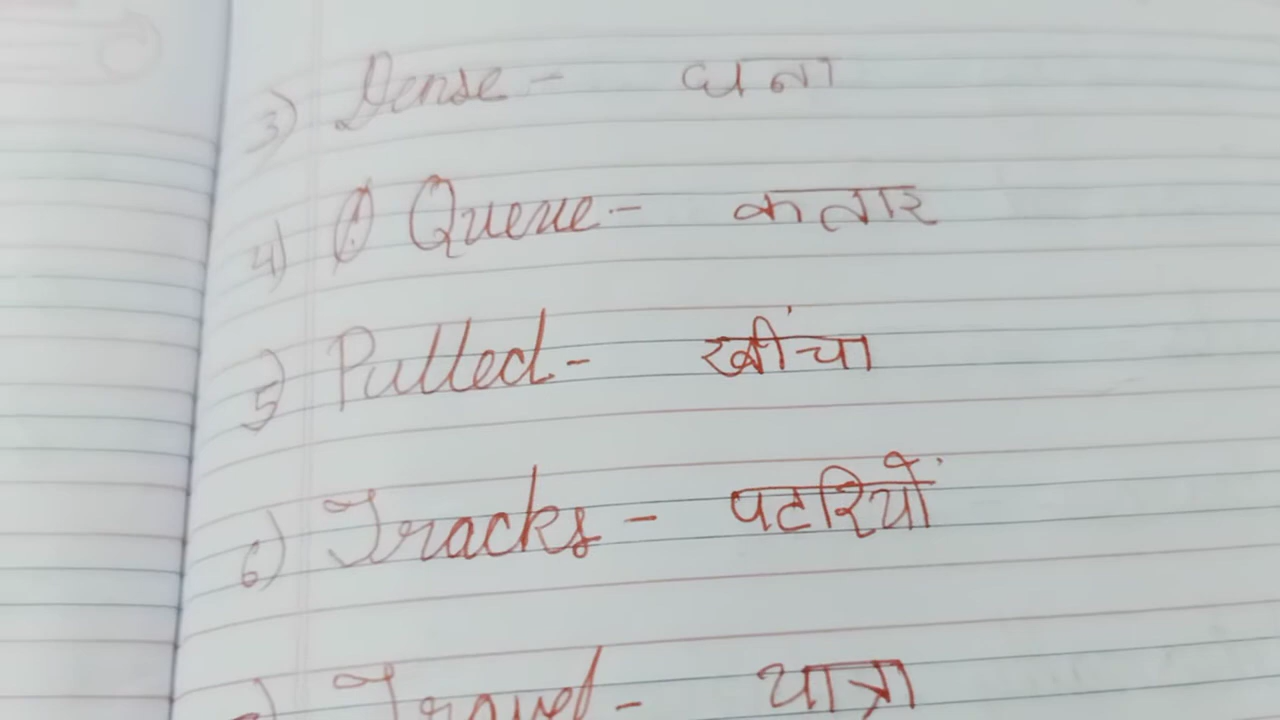 3) Dense - घना
4) Queue - कतार
5) Pulled - खींचा
6) Tracks - पटरियों
Travel - यात्रा